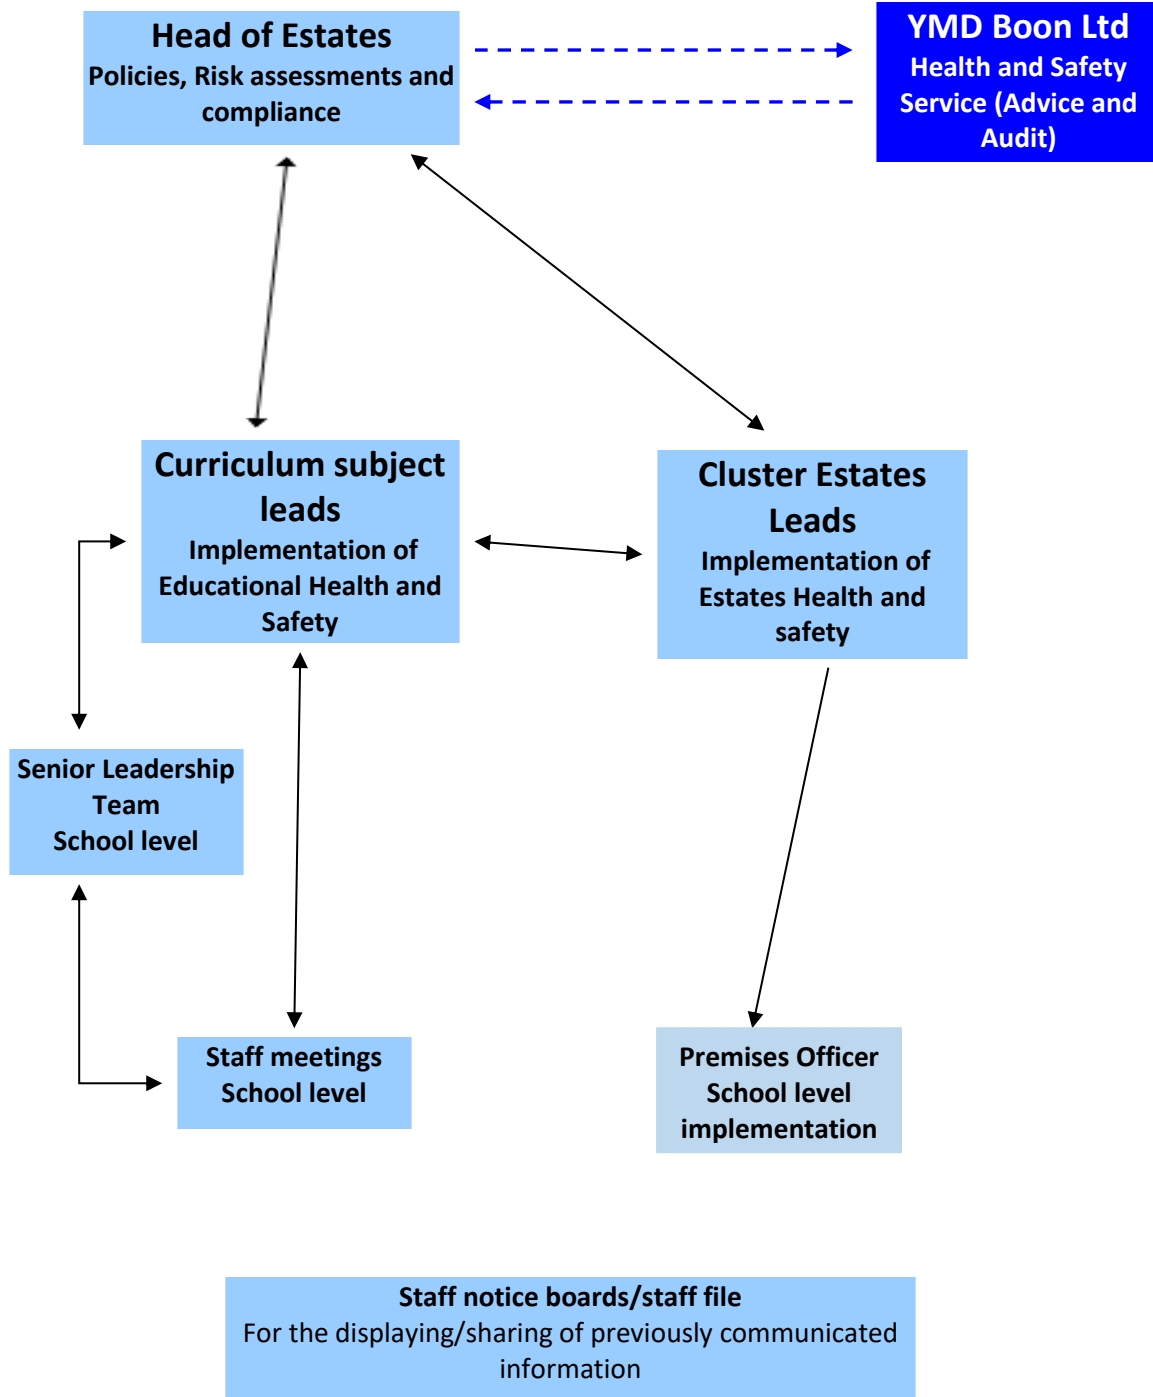 Head of Estates
Policies, Risk assessments and
compliance
YMD Boon Ltd
Health and Safety
Service (Advice and
Audit)
Curriculum subject
leads
Implementation of
Educational Health and
Safety
Cluster Estates
Leads
Implementation of
Estates Health and
safety
Senior Leadership
Team
School level
Staff meetings
School level
Premises Officer
School level
implementation
Staff notice boards/staff file
For the displaying/sharing of previously communicated
information